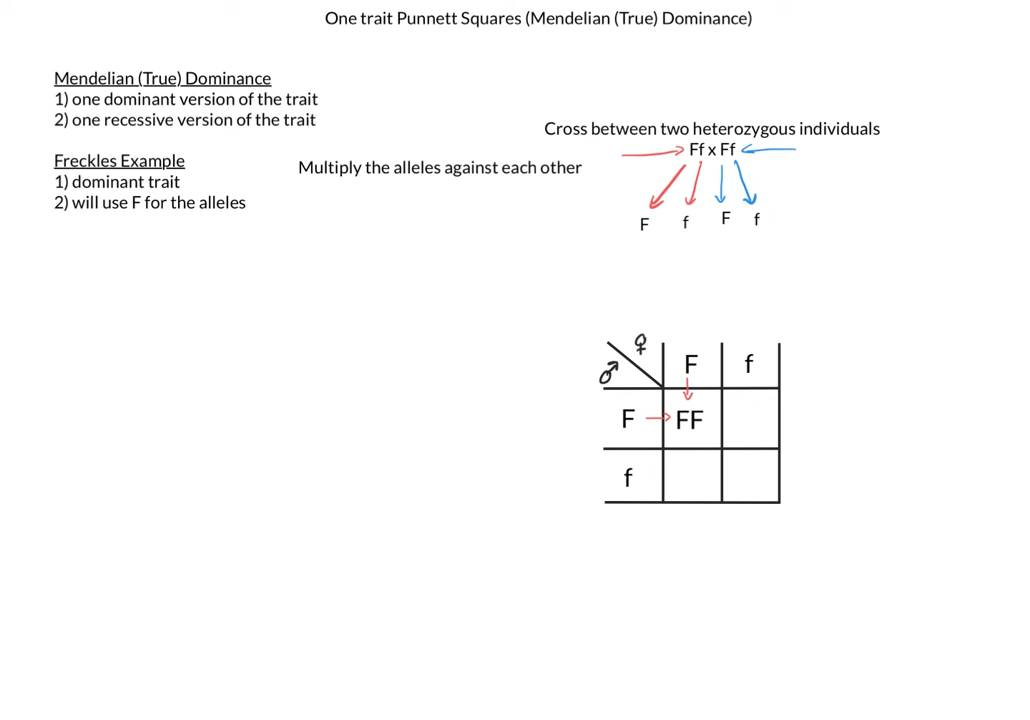 One trait Punnett Squares (Mendelian (True) Dominance)
Mendelian (True) Dominance
1) one dominant version of the trait
2) one recessive version of the trait
Freckles Example
1) dominant trait
2) will use F for the alleles
Multiply the alleles against each other
Cross between two heterozygous individuals
Ff x Ff
F f F f
♀
♂
F f
F FF
f